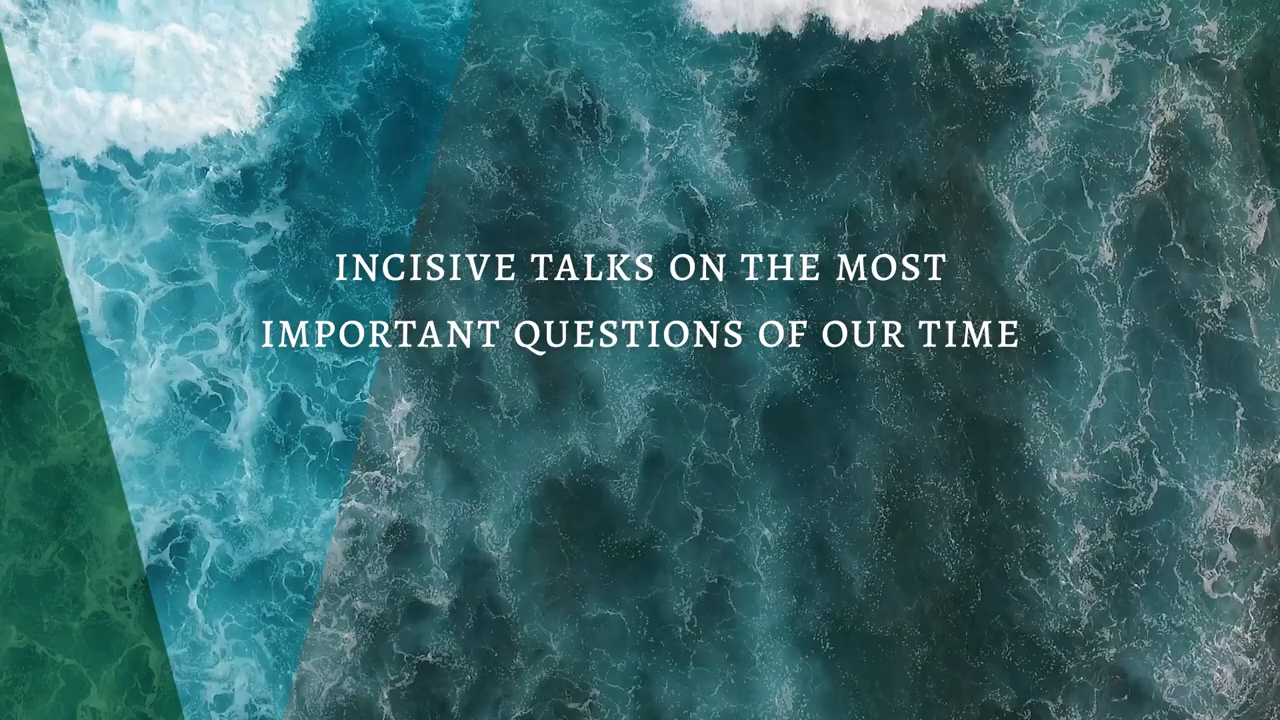 INCISIVE TALKS ON THE MOST
IMPORTANT QUESTIONS OF OUR TIME